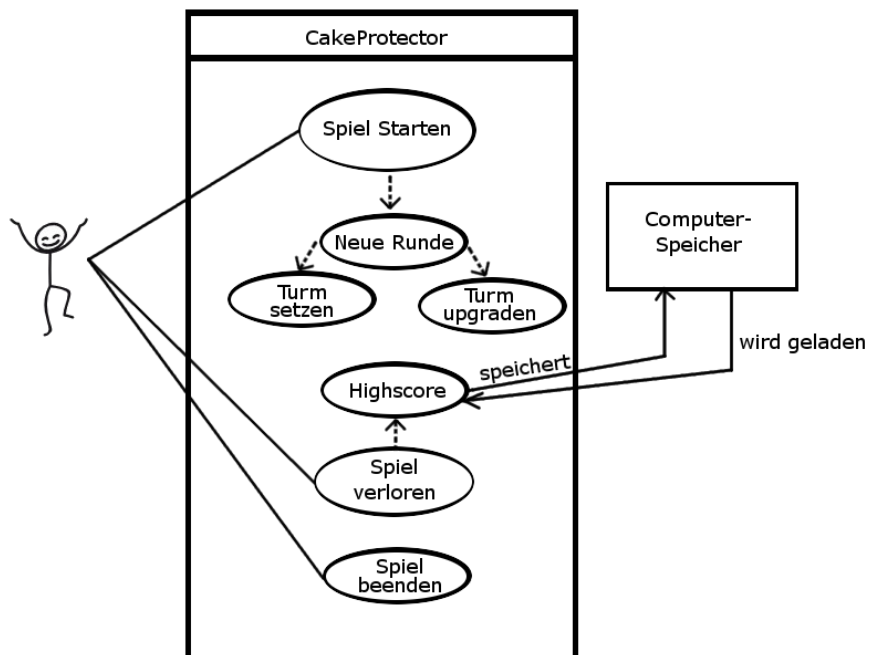 CakeProtector
Spiel Starten
Neue Runde
Turm
setzen
Turm
upgraden
Computer-
Speicher
speichert
wird geladen
Highscore
Spiel
verloren
Spiel
beenden